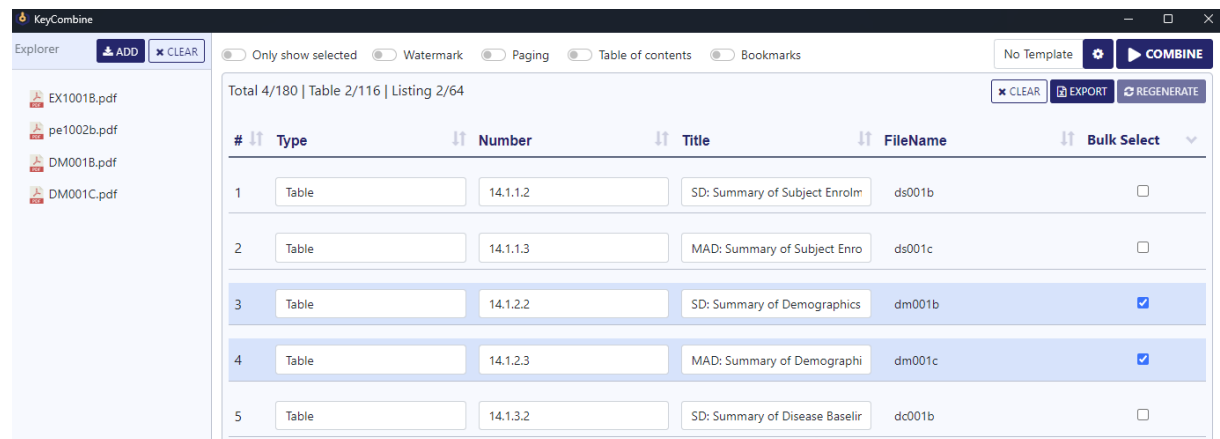 KeyCombine
Explorer ADD CLEAR Only show selected Watermark Paging Table of contents Bookmarks No Template COMBINE
EX1001B.pdf
pe1002b.pdf
DM001B.pdf
DM001C.pdf
Total 4/180 | Table 2/116 | Listing 2/64 CLEAR EXPORT REGENERATE
# Type Number Title FileName Bulk Select
1 Table 14.1.1.2 SD: Summary of Subject Enrolm ds001b
2 Table 14.1.1.3 MAD: Summary of Subject Enro ds001c
3 Table 14.1.2.2 SD: Summary of Demographics dm001b
4 Table 14.1.2.3 MAD: Summary of Demographi dm001c
5 Table 14.1.3.2 SD: Summary of Disease Baselir dc001b